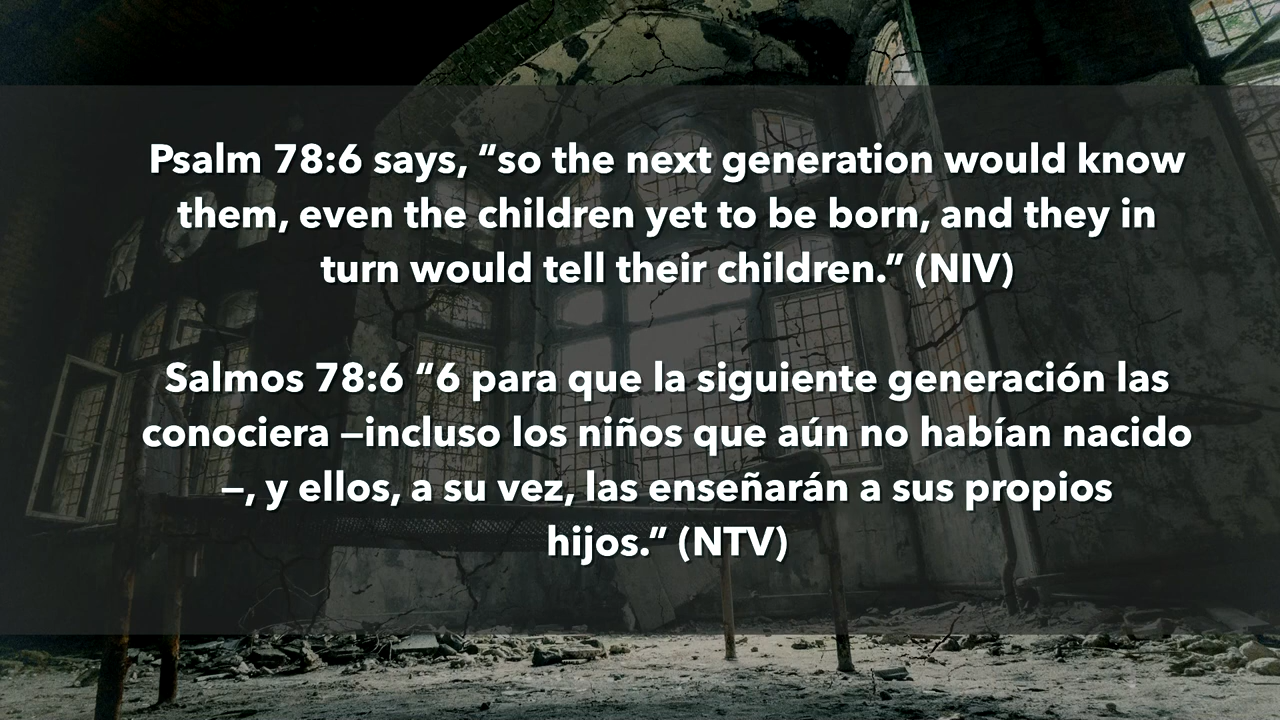 Psalm 78:6 says, “so the next generation would know
them, even the children yet to be born, and they in
turn would tell their children.” (NIV)
Salmos 78:6 “6 para que la siguiente generación las
conociera —incluso los niños que aún no habían nacido
—, y ellos, a su vez, las enseñarán a sus propios
hijos.” (NTV)